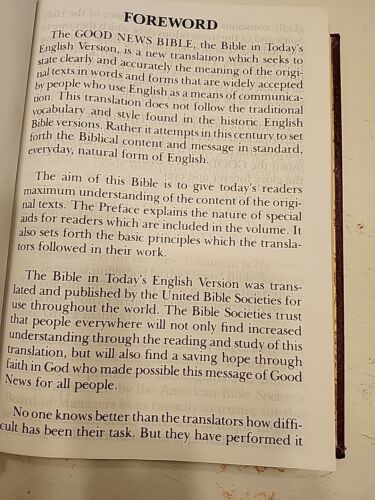 FOREWORD
The GOOD NEWS BIBLE, the Bible in Today's
English Version, is a new translation which seeks to
state clearly and accurately the meaning of the origi-
nal texts in words and forms that are widely accepted
by people who use English as a means of communica-
tion. This translation does not follow the traditional
vocabulary and style found in the historic English
Bible versions. Rather it attempts in this century to set
forth the Biblical content and message in standard,
everyday, natural form of English.
The aim of this Bible is to give today's readers
maximum understanding of the content of the origi-
nal texts. The Preface explains the nature of special
aids for readers which are included in the volume. It
also sets forth the basic principles which the transla-
tors followed in their work.
The Bible in Today's English Version was trans-
lated and published by the United Bible Societies for
use throughout the world. The Bible Societies trust
that people everywhere will not only find increased
understanding through the reading and study of this
translation, but will also find a saving hope through
faith in God who made possible this message of Good
News for all people.
No one knows better than the translators how diffi-
cult has been their task. But they have performed it